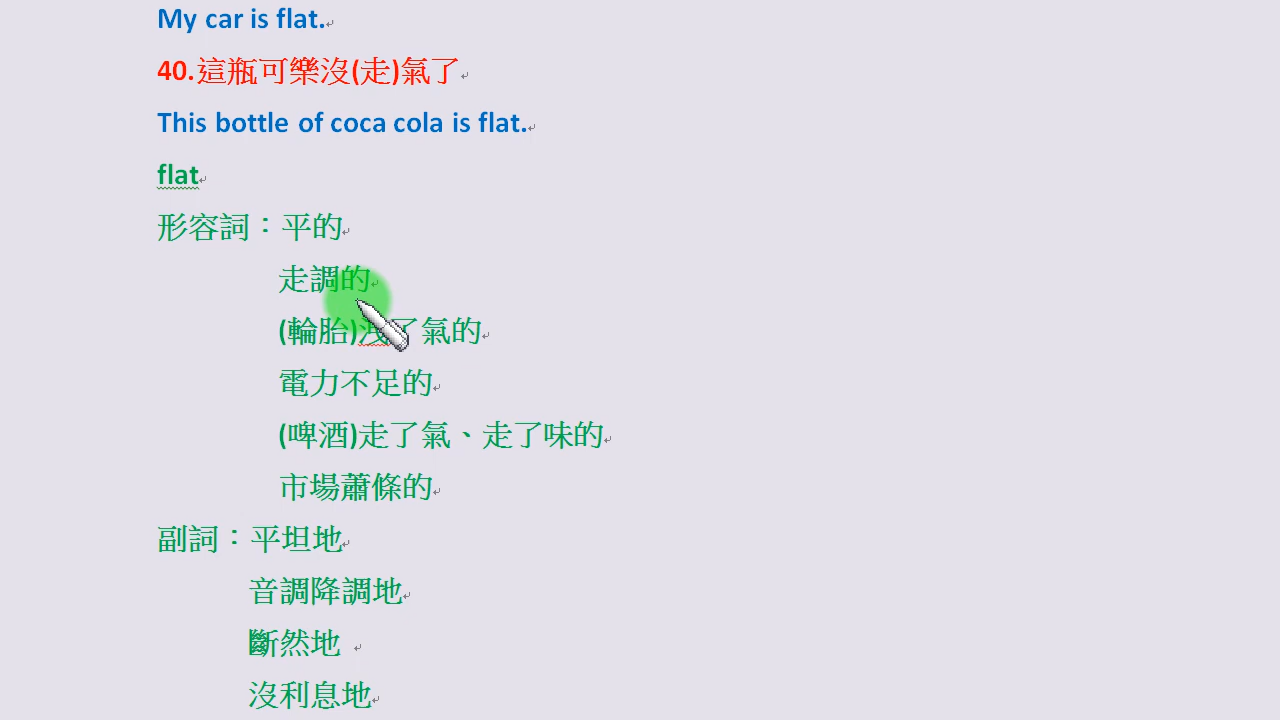 My car is flat.
40.這瓶可樂沒(走)氣了
This bottle of coca cola is flat.
flat
形容詞：平的
走調的
(輪胎)洩了氣的
電力不足的
(啤酒)走了氣、走了味的
市場蕭條的
副詞：平坦地
音調降調地
斷然地
沒利息地